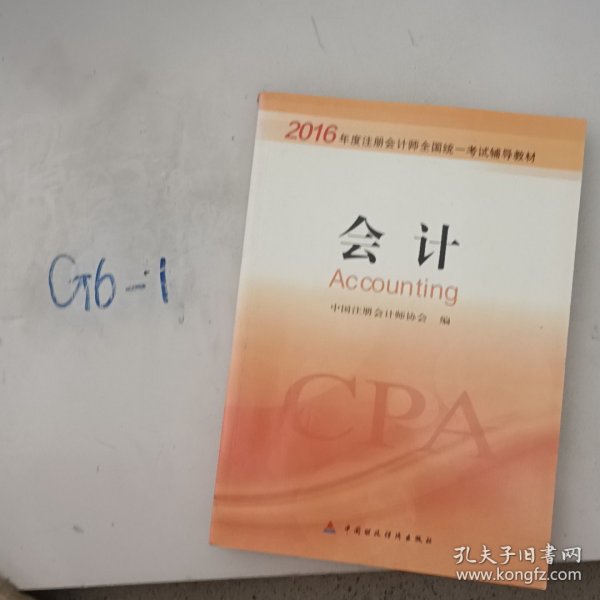 G6-1
2016年度注册会计师全国统一考试辅导教材
会计
Accounting
中国注册会计师协会 编
CPA
中国财政经济出版社
孔夫子旧书网
www.kongfz.com